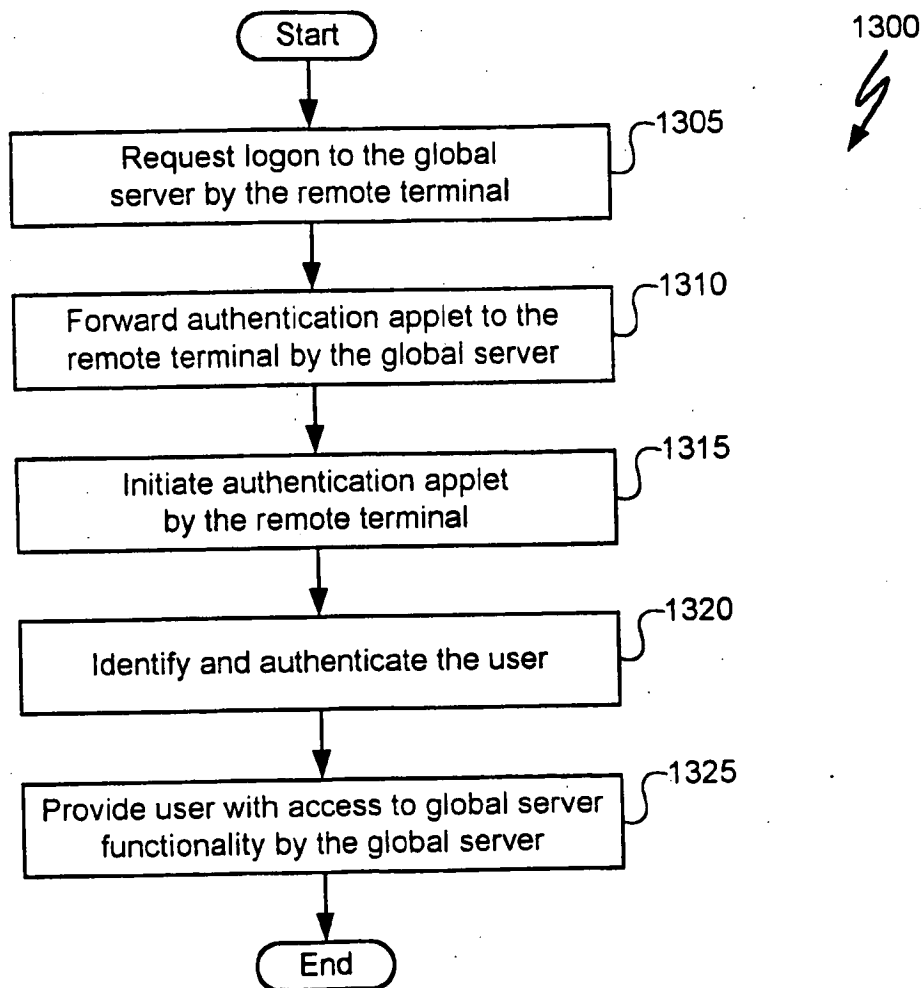 Start
1300
1305
Request logon to the global
server by the remote terminal
1310
Forward authentication applet to the
remote terminal by the global server
1315
Initiate authentication applet
by the remote terminal
1320
Identify and authenticate the user
1325
Provide user with access to global server
functionality by the global server
End